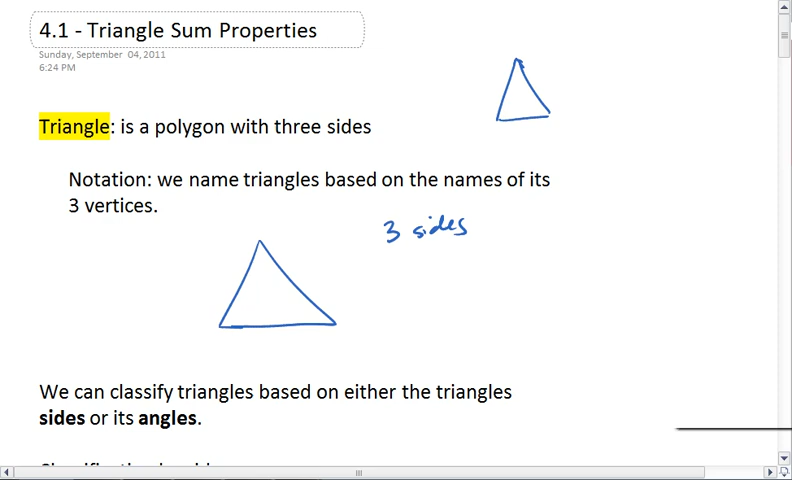 4.1 - Triangle Sum Properties
Sunday, September 04, 2011
6:24 PM
Triangle: is a polygon with three sides
Notation: we name triangles based on the names of its
3 vertices.
3 sides
We can classify triangles based on either the triangles
sides or its angles.